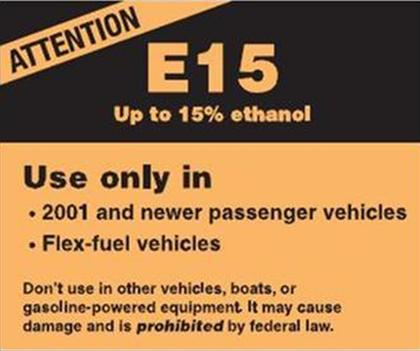 ATTENTION
E15
Up to 15% ethanol
Use only in
• 2001 and newer passenger vehicles
• Flex-fuel vehicles
Don't use in other vehicles, boats, or
gasoline-powered equipment. It may cause
damage and is prohibited by federal law.